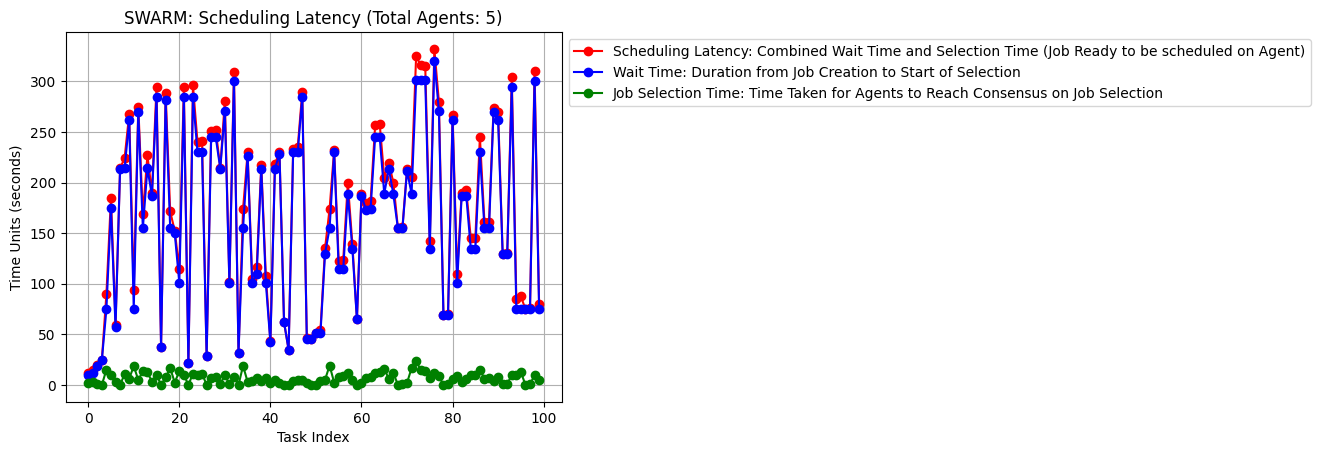 SWARM: Scheduling Latency (Total Agents: 5)
Scheduling Latency: Combined Wait Time and Selection Time (Job Ready to be scheduled on Agent)
Wait Time: Duration from Job Creation to Start of Selection
Job Selection Time: Time Taken for Agents to Reach Consensus on Job Selection
Time Units (seconds)
300
250
200
150
100
50
0
0 20 40 60 80 100
Task Index